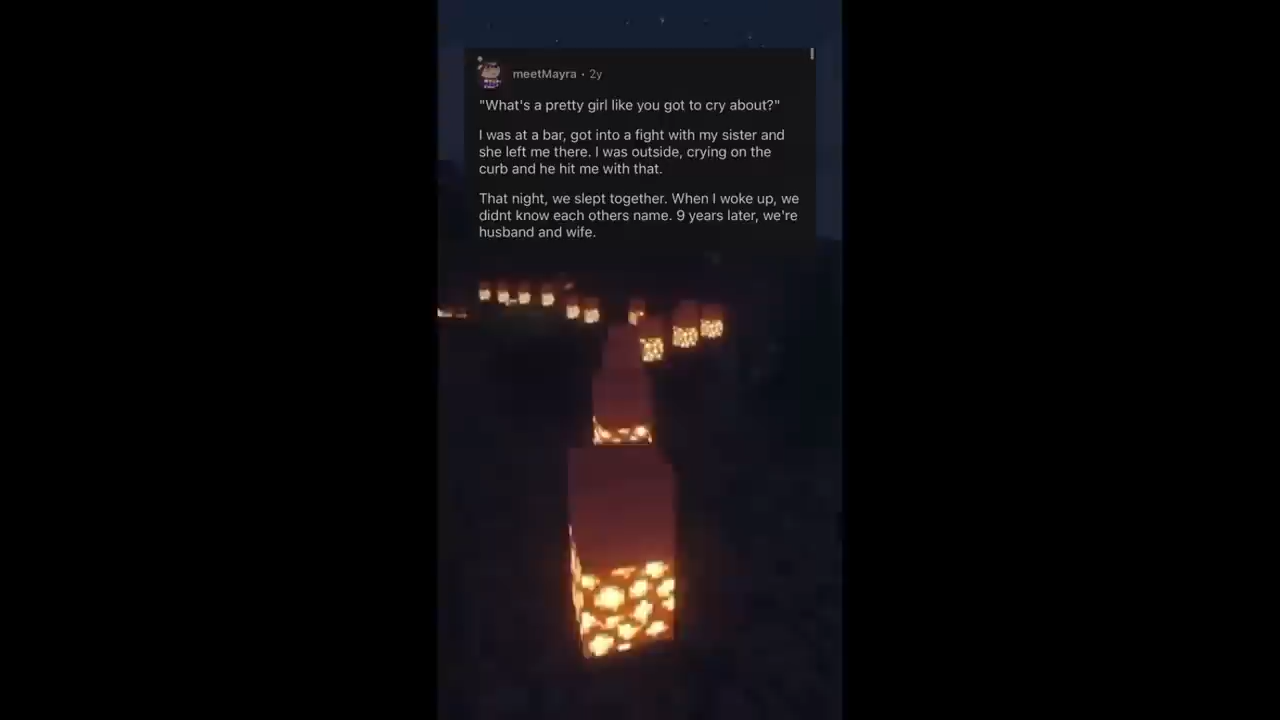 meetMayra · 2y
"What's a pretty girl like you got to cry about?"
I was at a bar, got into a fight with my sister and
she left me there. I was outside, crying on the
curb and he hit me with that.
That night, we slept together. When I woke up, we
didnt know each others name. 9 years later, we're
husband and wife.